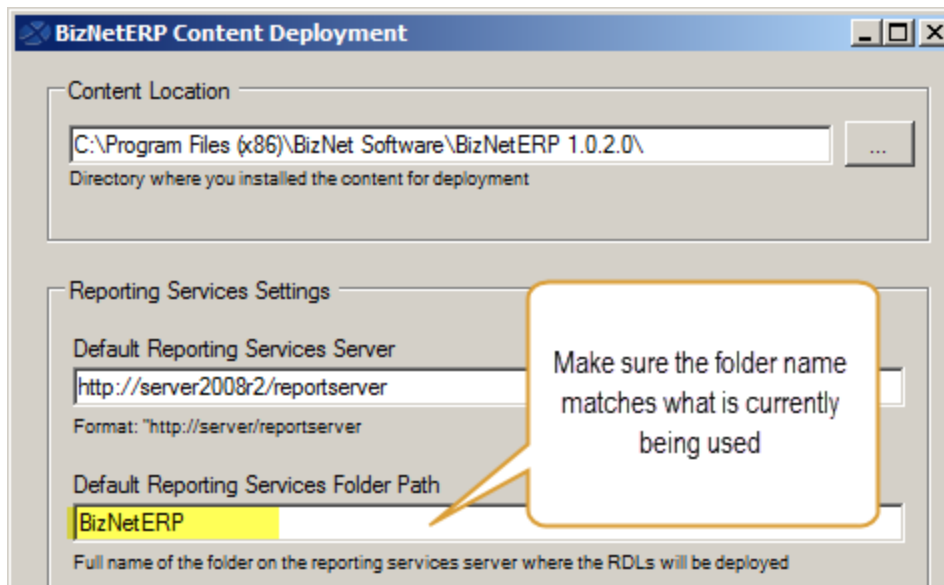 BizNetERP Content Deployment
Content Location
C:\Program Files (x86)\BizNet Software\BizNetERP 1.0.2.0\
...
Directory where you installed the content for deployment
Reporting Services Settings
Default Reporting Services Server
http://server2008r2/reportserver
Format: "http://server/reportserver
Make sure the folder name
matches what is currently
being used
Default Reporting Services Folder Path
BizNetERP
Full name of the folder on the reporting services server where the RDLs will be deployed